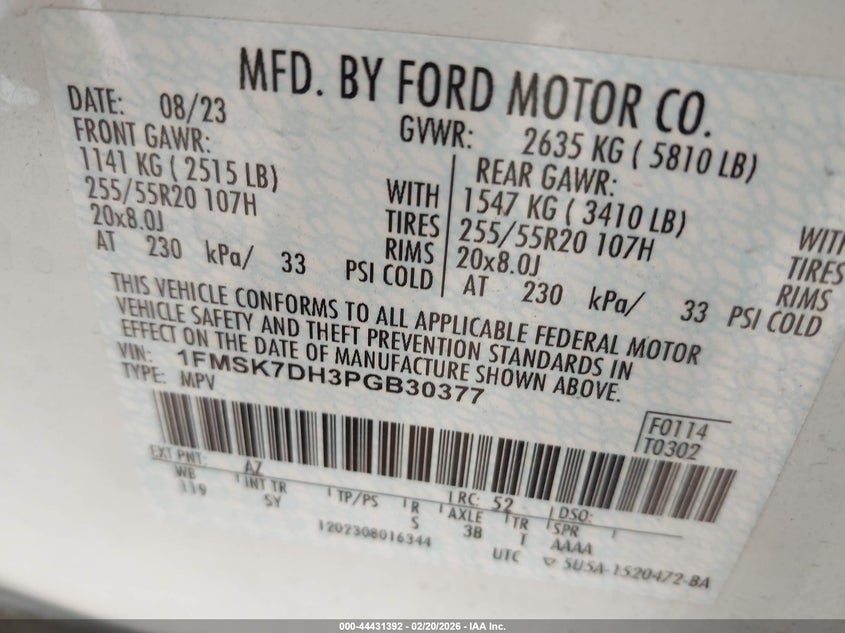 MFD. BY FORD MOTOR CO.
DATE: 08/23
GVWR: 2635 KG ( 5810 LB)
FRONT GAWR:
1141 KG ( 2515 LB)
255/55R20 107H
20x8.0J
AT 230 kPa/ 33
WITH
TIRES
RIMS
PSI COLD
REAR GAWR:
1547 KG ( 3410 LB)
255/55R20 107H
20x8.0J
AT 230 kPa/ 33
WITH
TIRES
RIMS
PSI COLD
THIS VEHICLE CONFORMS TO ALL APPLICABLE FEDERAL MOTOR
VEHICLE SAFETY AND THEFT PREVENTION STANDARDS IN
EFFECT ON THE DATE OF MANUFACTURE SHOWN ABOVE.
VIN: 1FMSK7DH3PGB30377
TYPE: MPV
F0114
T0302
EXT PNT: AZ RC: 52 DSO:
WB INT TR TP/PS R AXLE TR SPR
119 SY S 3B T AAAA
1202308016344
UTC ▽ 5U5A-1520472-BA
000-44431392 - 02/20/2026 - IAA Inc.